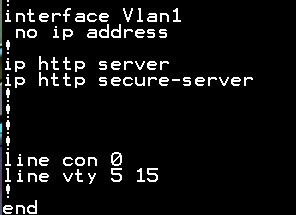 !
interface Vlan1
 no ip address
!
ip http server
ip http secure-server
!
!
!
!
line con 0
line vty 5 15
!
end